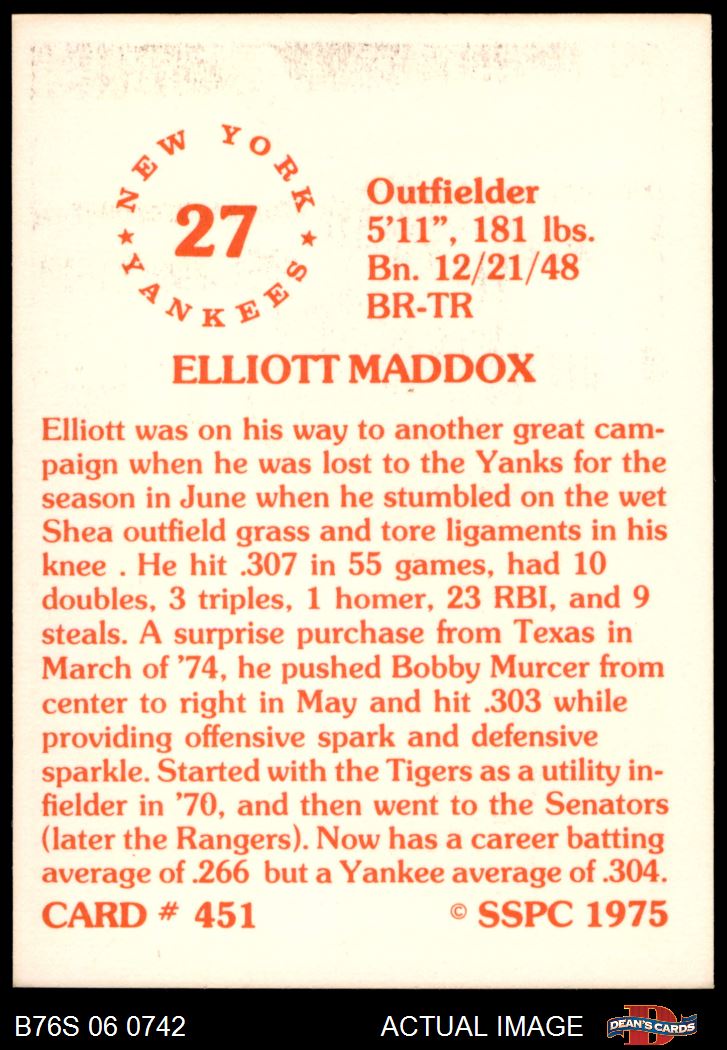 NEW YORK
★ 27 ★
YANKEES
Outfielder
5'11”, 181 lbs.
Bn. 12/21/48
BR-TR
ELLIOTT MADDOX
Elliott was on his way to another great cam-
paign when he was lost to the Yanks for the
season in June when he stumbled on the wet
Shea outfield grass and tore ligaments in his
knee . He hit .307 in 55 games, had 10
doubles, 3 triples, 1 homer, 23 RBI, and 9
steals. A surprise purchase from Texas in
March of '74, he pushed Bobby Murcer from
center to right in May and hit .303 while
providing offensive spark and defensive
sparkle. Started with the Tigers as a utility in-
fielder in '70, and then went to the Senators
(later the Rangers). Now has a career batting
average of .266 but a Yankee average of .304.
CARD # 451 © SSPC 1975
B76S 06 0742 ACTUAL IMAGE DEAN'S CARDS